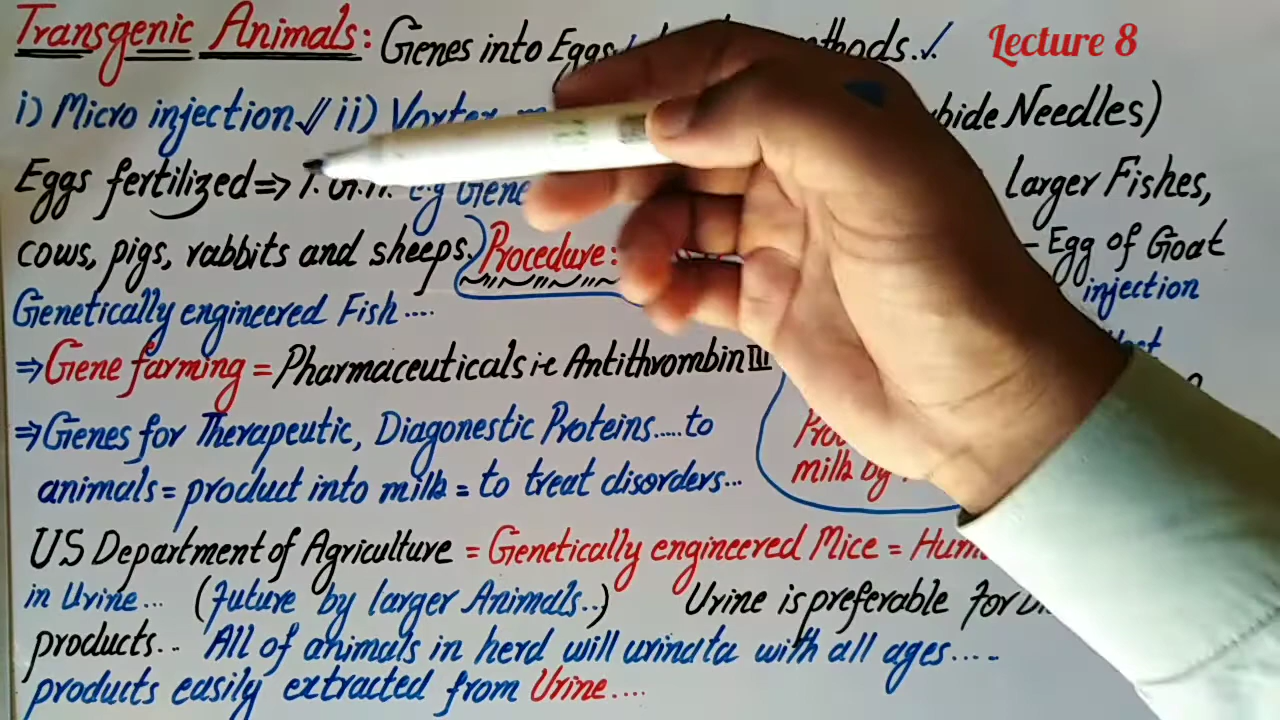 Transgenic Animals: Genes into Eggs
Lecture 8
i) Micro injection ii) Vortex Needles)
Eggs fertilized⇒ e.g Gene Larger Fishes,
cows, pigs, rabbits and sheeps. Procedure: Egg of Goat
injection
Genetically engineered Fish ....
⇒ Gene farming = Pharmaceuticals i-e Antithrombin III
⇒ Genes for Therapeutic, Diagonestic Proteins.....to
animals = product into milk = to treat disorders...
milk by
US Department of Agriculture = Genetically engineered Mice =
in Urine... (future by larger Animals..) Urine is preferable for
products... All of animals in herd will urinata with all ages.....
products easily extracted from Urine....